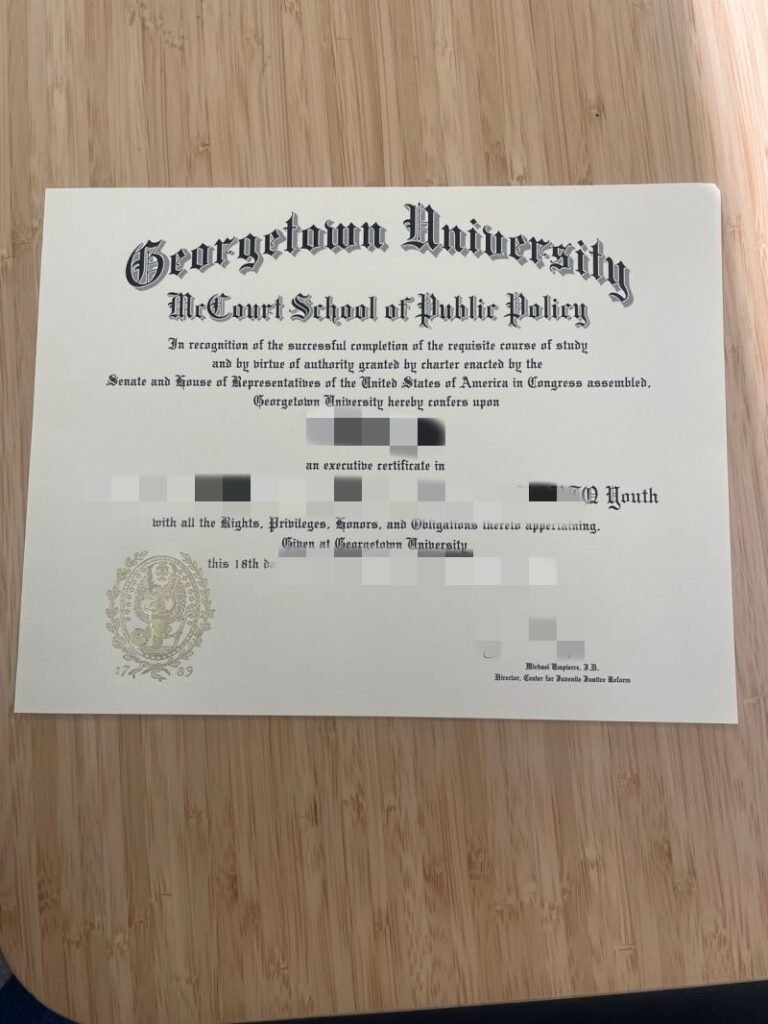 Georgetown University
McCourt School of Public Policy
In recognition of the successful completion of the requisite course of study
and by virtue of authority granted by charter enacted by the
Senate and House of Representatives of the United States of America in Congress assembled,
Georgetown University hereby confers upon
an executive certificate in
Youth
with all the Rights, Privileges, Honors, and Obligations thereto appertaining.
Given at Georgetown University
this 18th
17 89
Michael Umpierre, J.D.
Director, Center for Juvenile Justice Reform